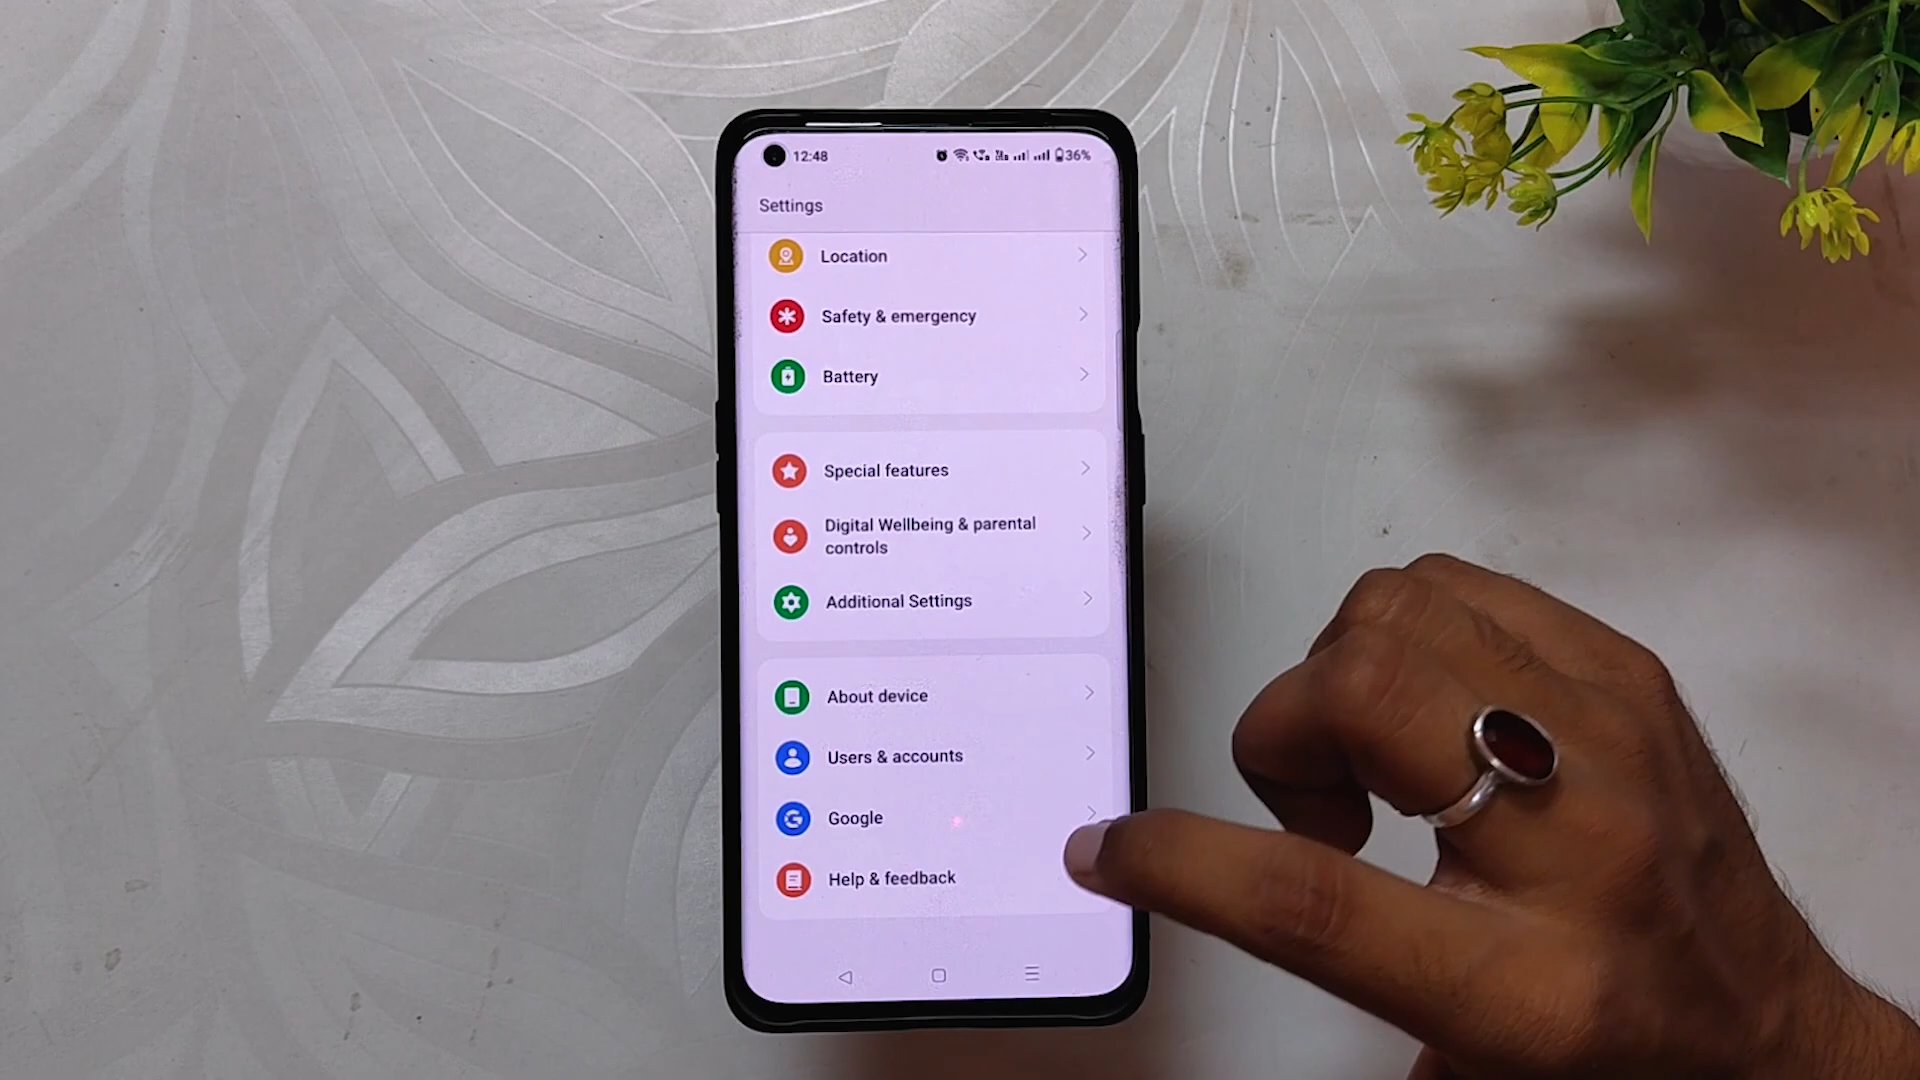 12:48
36%
Settings
Location
Safety & emergency
Battery
Special features
Digital Wellbeing & parental
controls
Additional Settings
About device
Users & accounts
Google
Help & feedback